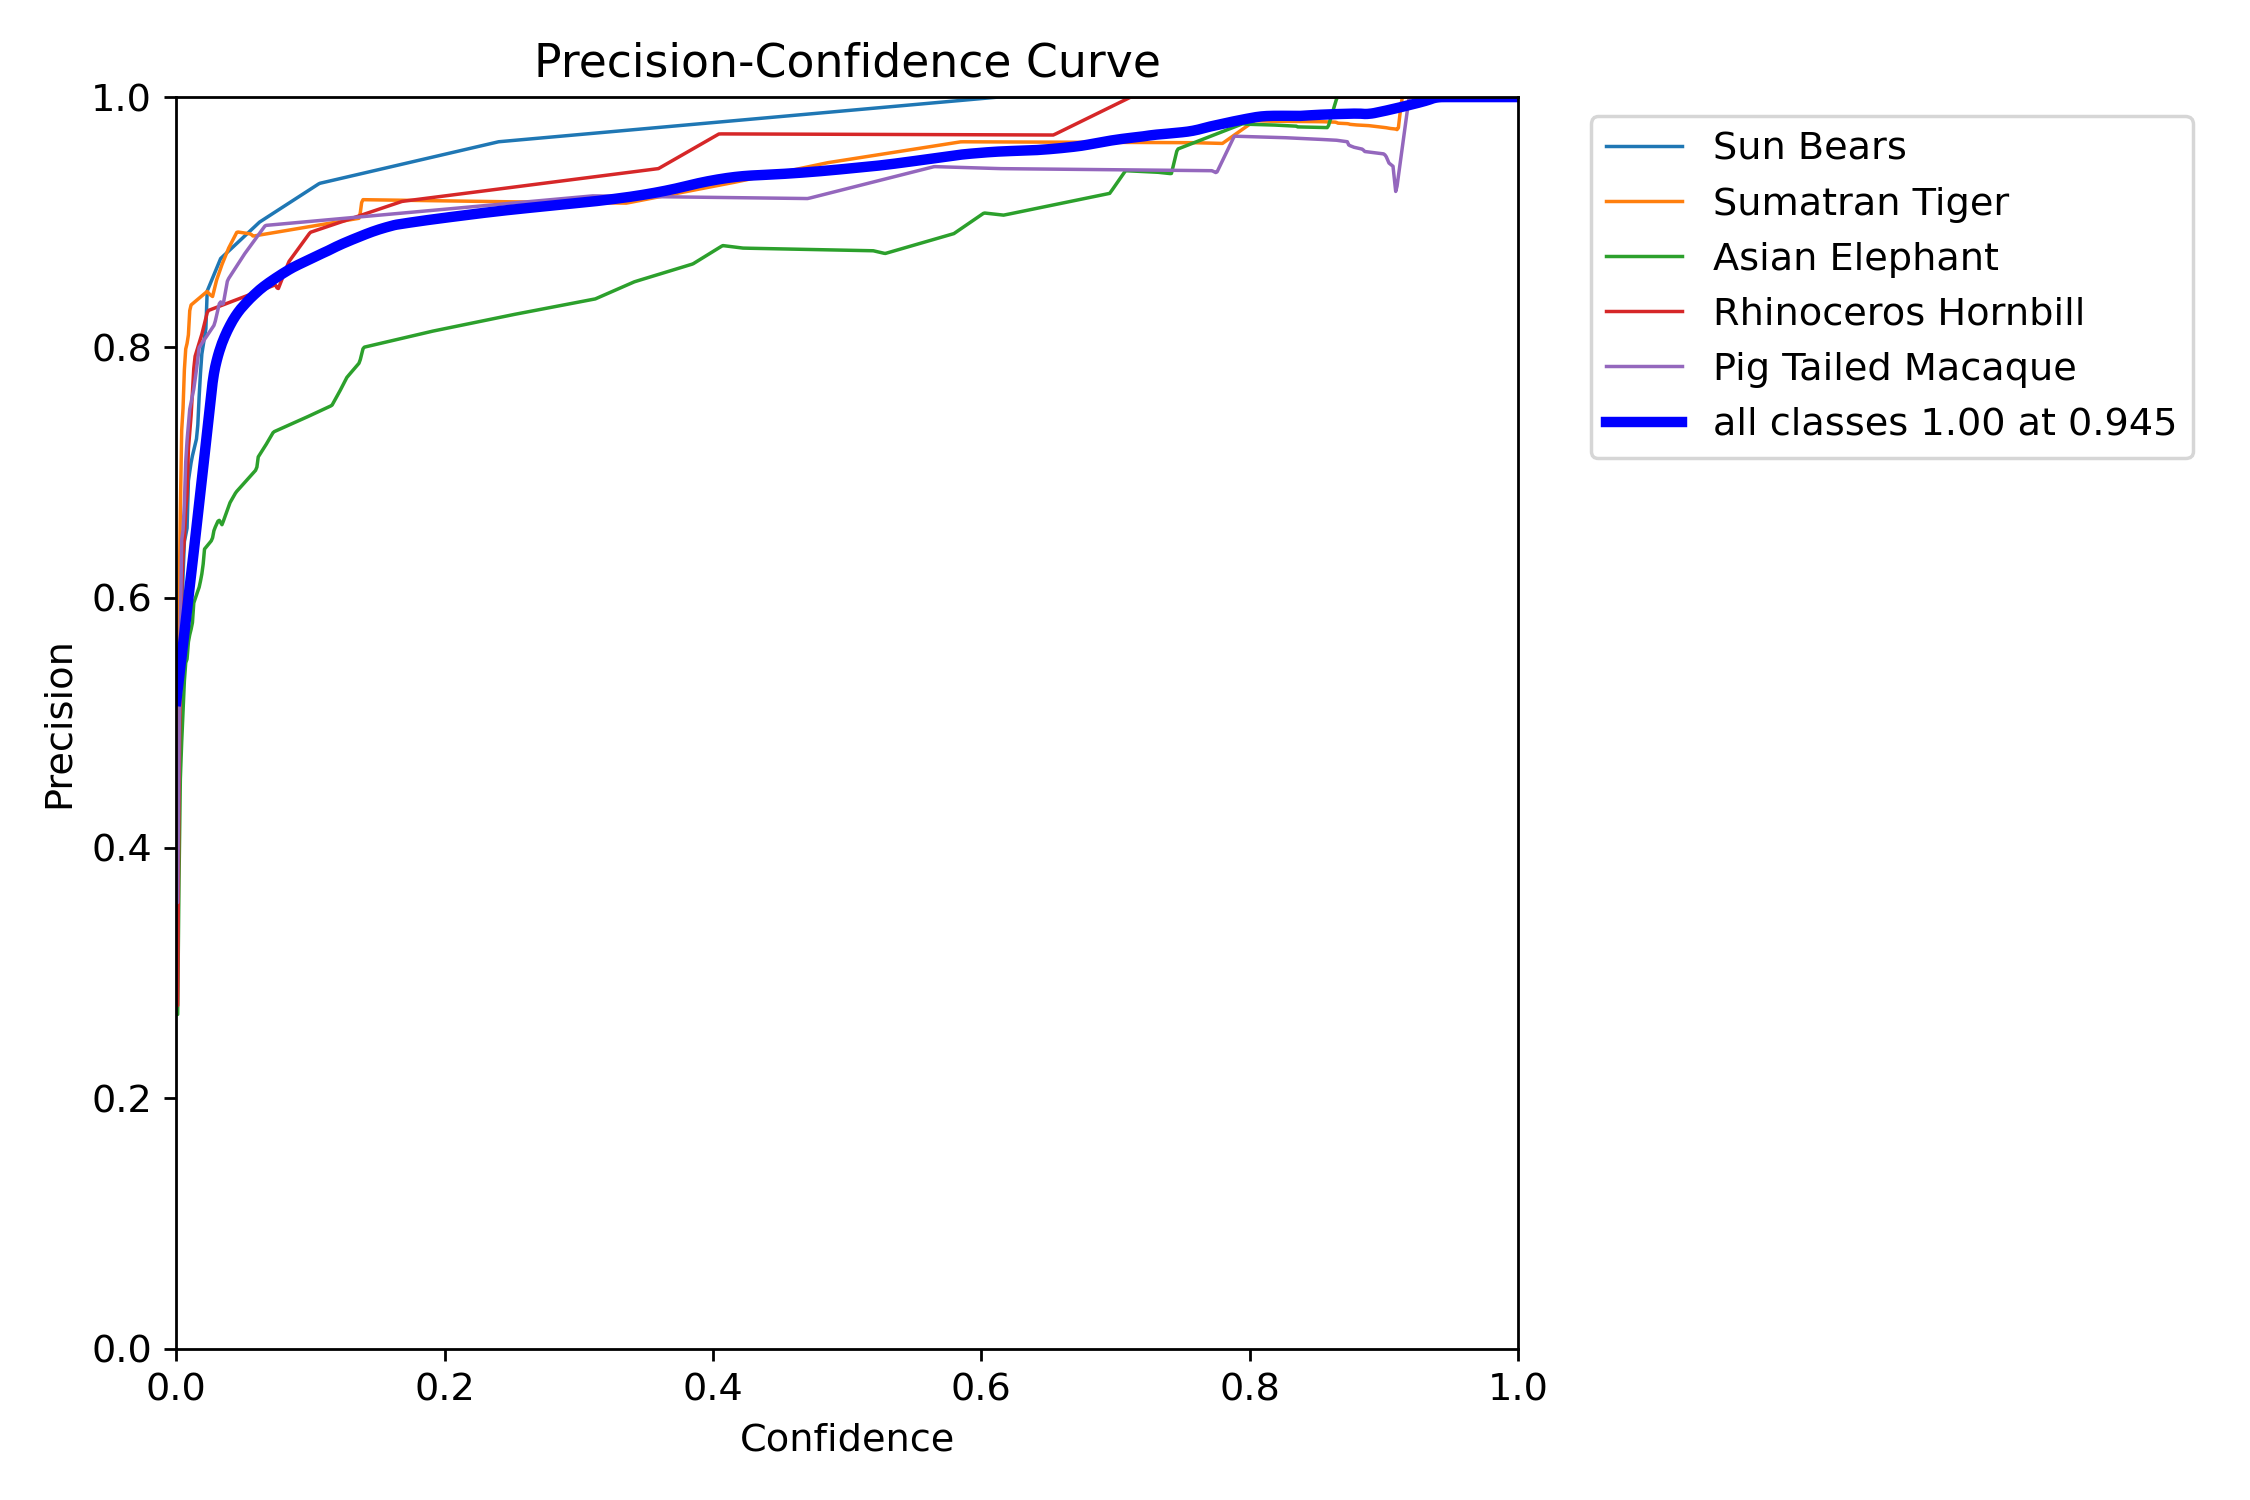 Precision-Confidence Curve
1.0
0.8
0.6
0.4
0.2
0.0
Precision
0.0 0.2 0.4 0.6 0.8 1.0
Confidence
Sun Bears
Sumatran Tiger
Asian Elephant
Rhinoceros Hornbill
Pig Tailed Macaque
all classes 1.00 at 0.945